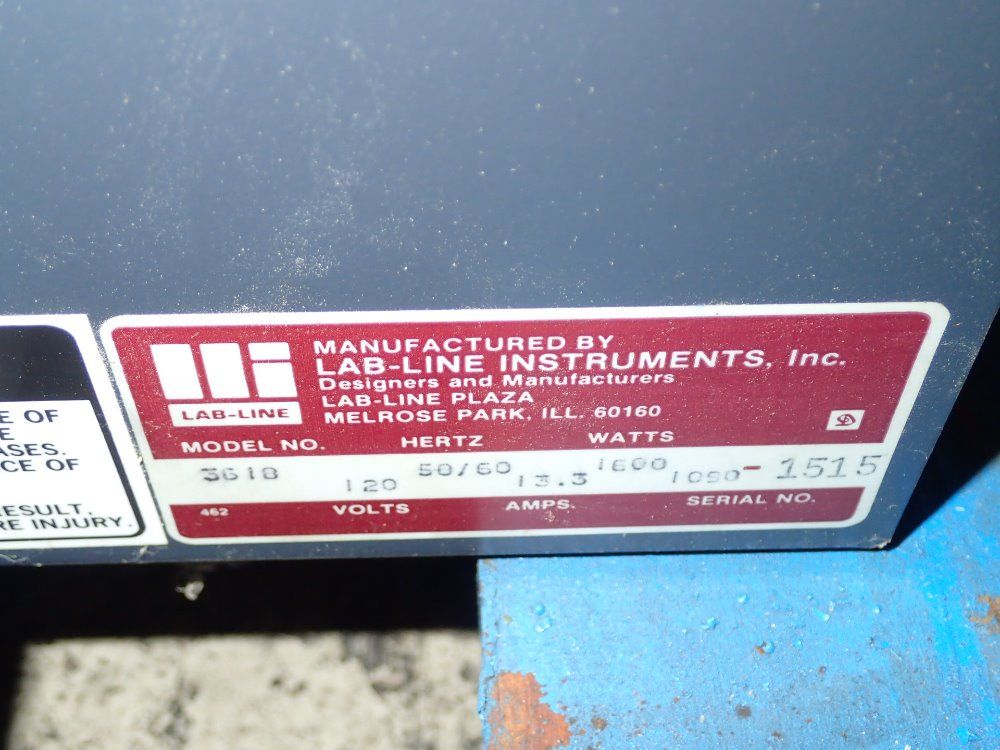 E OF
E
ASES.
CE OF
RESULT,
RE INJURY.
LAB-LINE
MANUFACTURED BY
LAB-LINE INSTRUMENTS, Inc.
Designers and Manufacturers
LAB-LINE PLAZA
MELROSE PARK, ILL. 60160
MODEL NO. HERTZ WATTS
3618 50/60 1600
120 13.3 1090-1515
462 VOLTS AMPS. SERIAL NO.